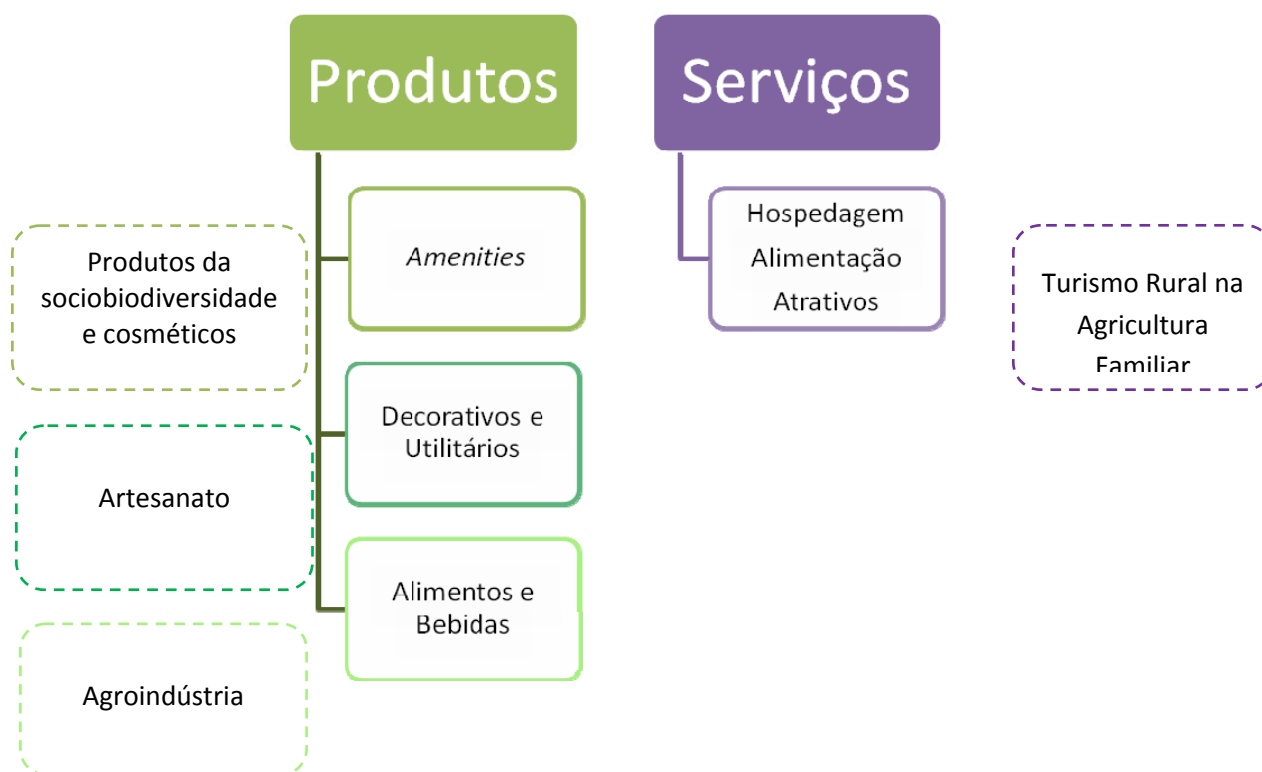 Produtos
Serviços
Produtos da
sociobiodiversidade
e cosméticos
Amenities
Hospedagem
Alimentação
Atrativos
Turismo Rural na
Agricultura
Familiar
Artesanato
Decorativos e
Utilitários
Agroindústria
Alimentos e
Bebidas